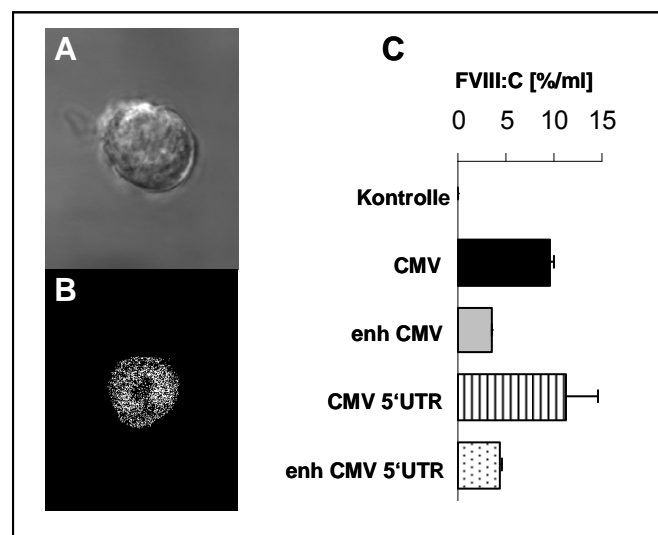 A
B
C
FVIII:C [%/ml]
0 5 10 15
Kontrolle
CMV
enh CMV
CMV 5‘UTR
enh CMV 5‘UTR